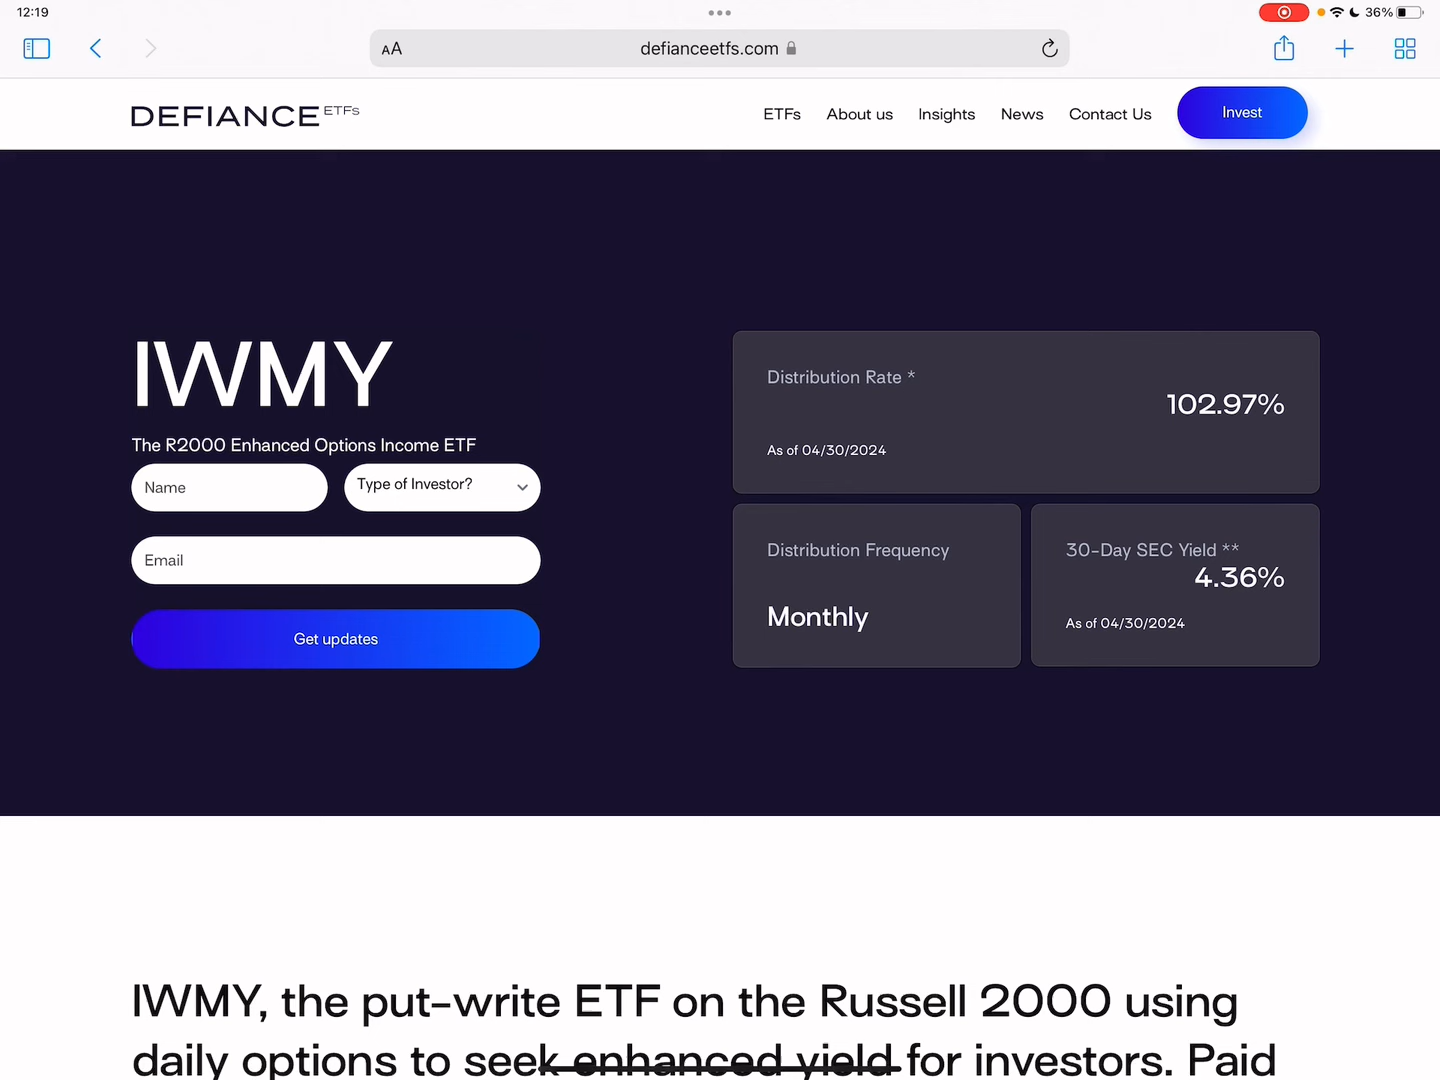 12:19
36%
AA
defianceetfs.com
DEFIANCE ETFs
ETFs
About us
Insights
News
Contact Us
Invest
IWMY
The R2000 Enhanced Options Income ETF
Name
Type of Investor?
Email
Get updates
Distribution Rate *
102.97%
As of 04/30/2024
Distribution Frequency
Monthly
30-Day SEC Yield **
4.36%
As of 04/30/2024
IWMY, the put-write ETF on the Russell 2000 using
daily options to seek enhanced yield for investors. Paid